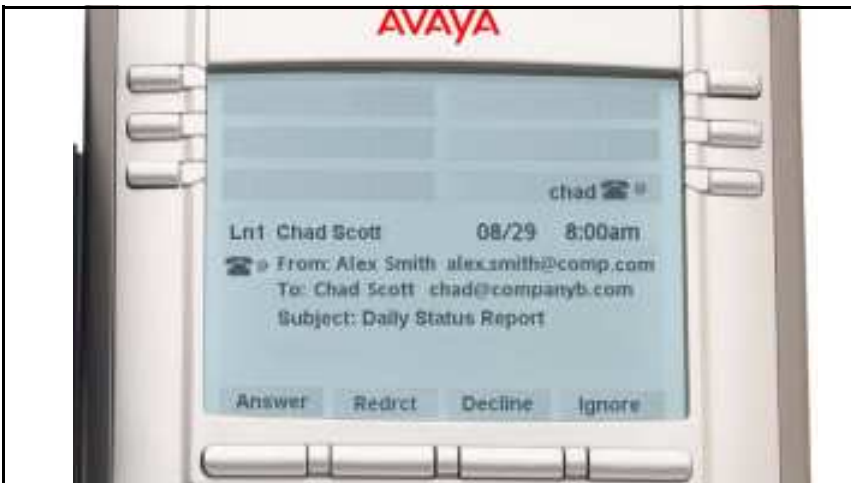 AVAYA
chad
Ln1 Chad Scott 08/29 8:00am
From: Alex Smith alex.smith@comp.com
To: Chad Scott chad@companyb.com
Subject: Daily Status Report
Answer Redrct Decline Ignore